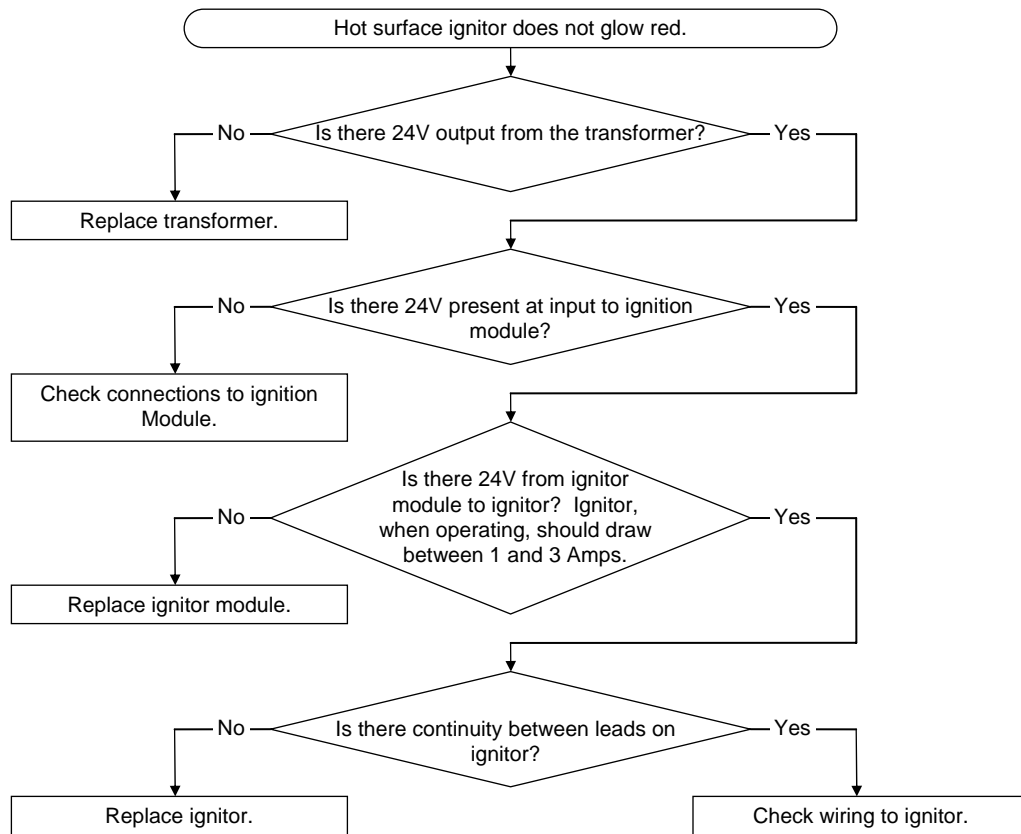 Hot surface ignitor does not glow red.
No
Is there 24V output from the transformer?
Yes
Replace transformer.
No
Is there 24V present at input to ignition
module?
Yes
Check connections to ignition
Module.
No
Is there 24V from ignitor
module to ignitor?  Ignitor,
when operating, should draw
between 1 and 3 Amps.
Yes
Replace ignitor module.
No
Is there continuity between leads on
ignitor?
Yes
Replace ignitor.
Check wiring to ignitor.